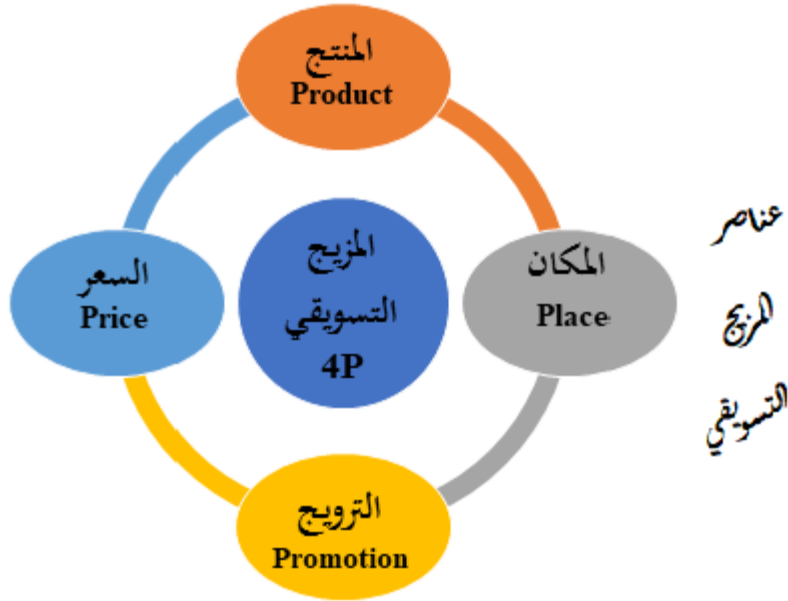 المنتج
Product
السعر
Price
المزيج
التسويقي
4P
المكان
Place
الترويج
Promotion
عناصر
المزيج
التسويقي